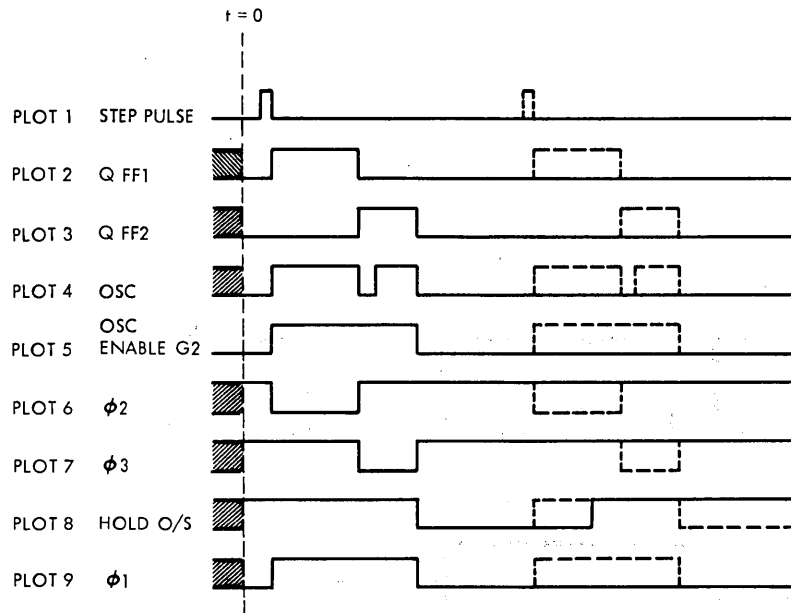 t = 0
PLOT 1 STEP PULSE
PLOT 2 Q FF1
PLOT 3 Q FF2
PLOT 4 OSC
OSC
PLOT 5 ENABLE G2
PLOT 6 ϕ2
PLOT 7 ϕ3
PLOT 8 HOLD O/S
PLOT 9 ϕ1